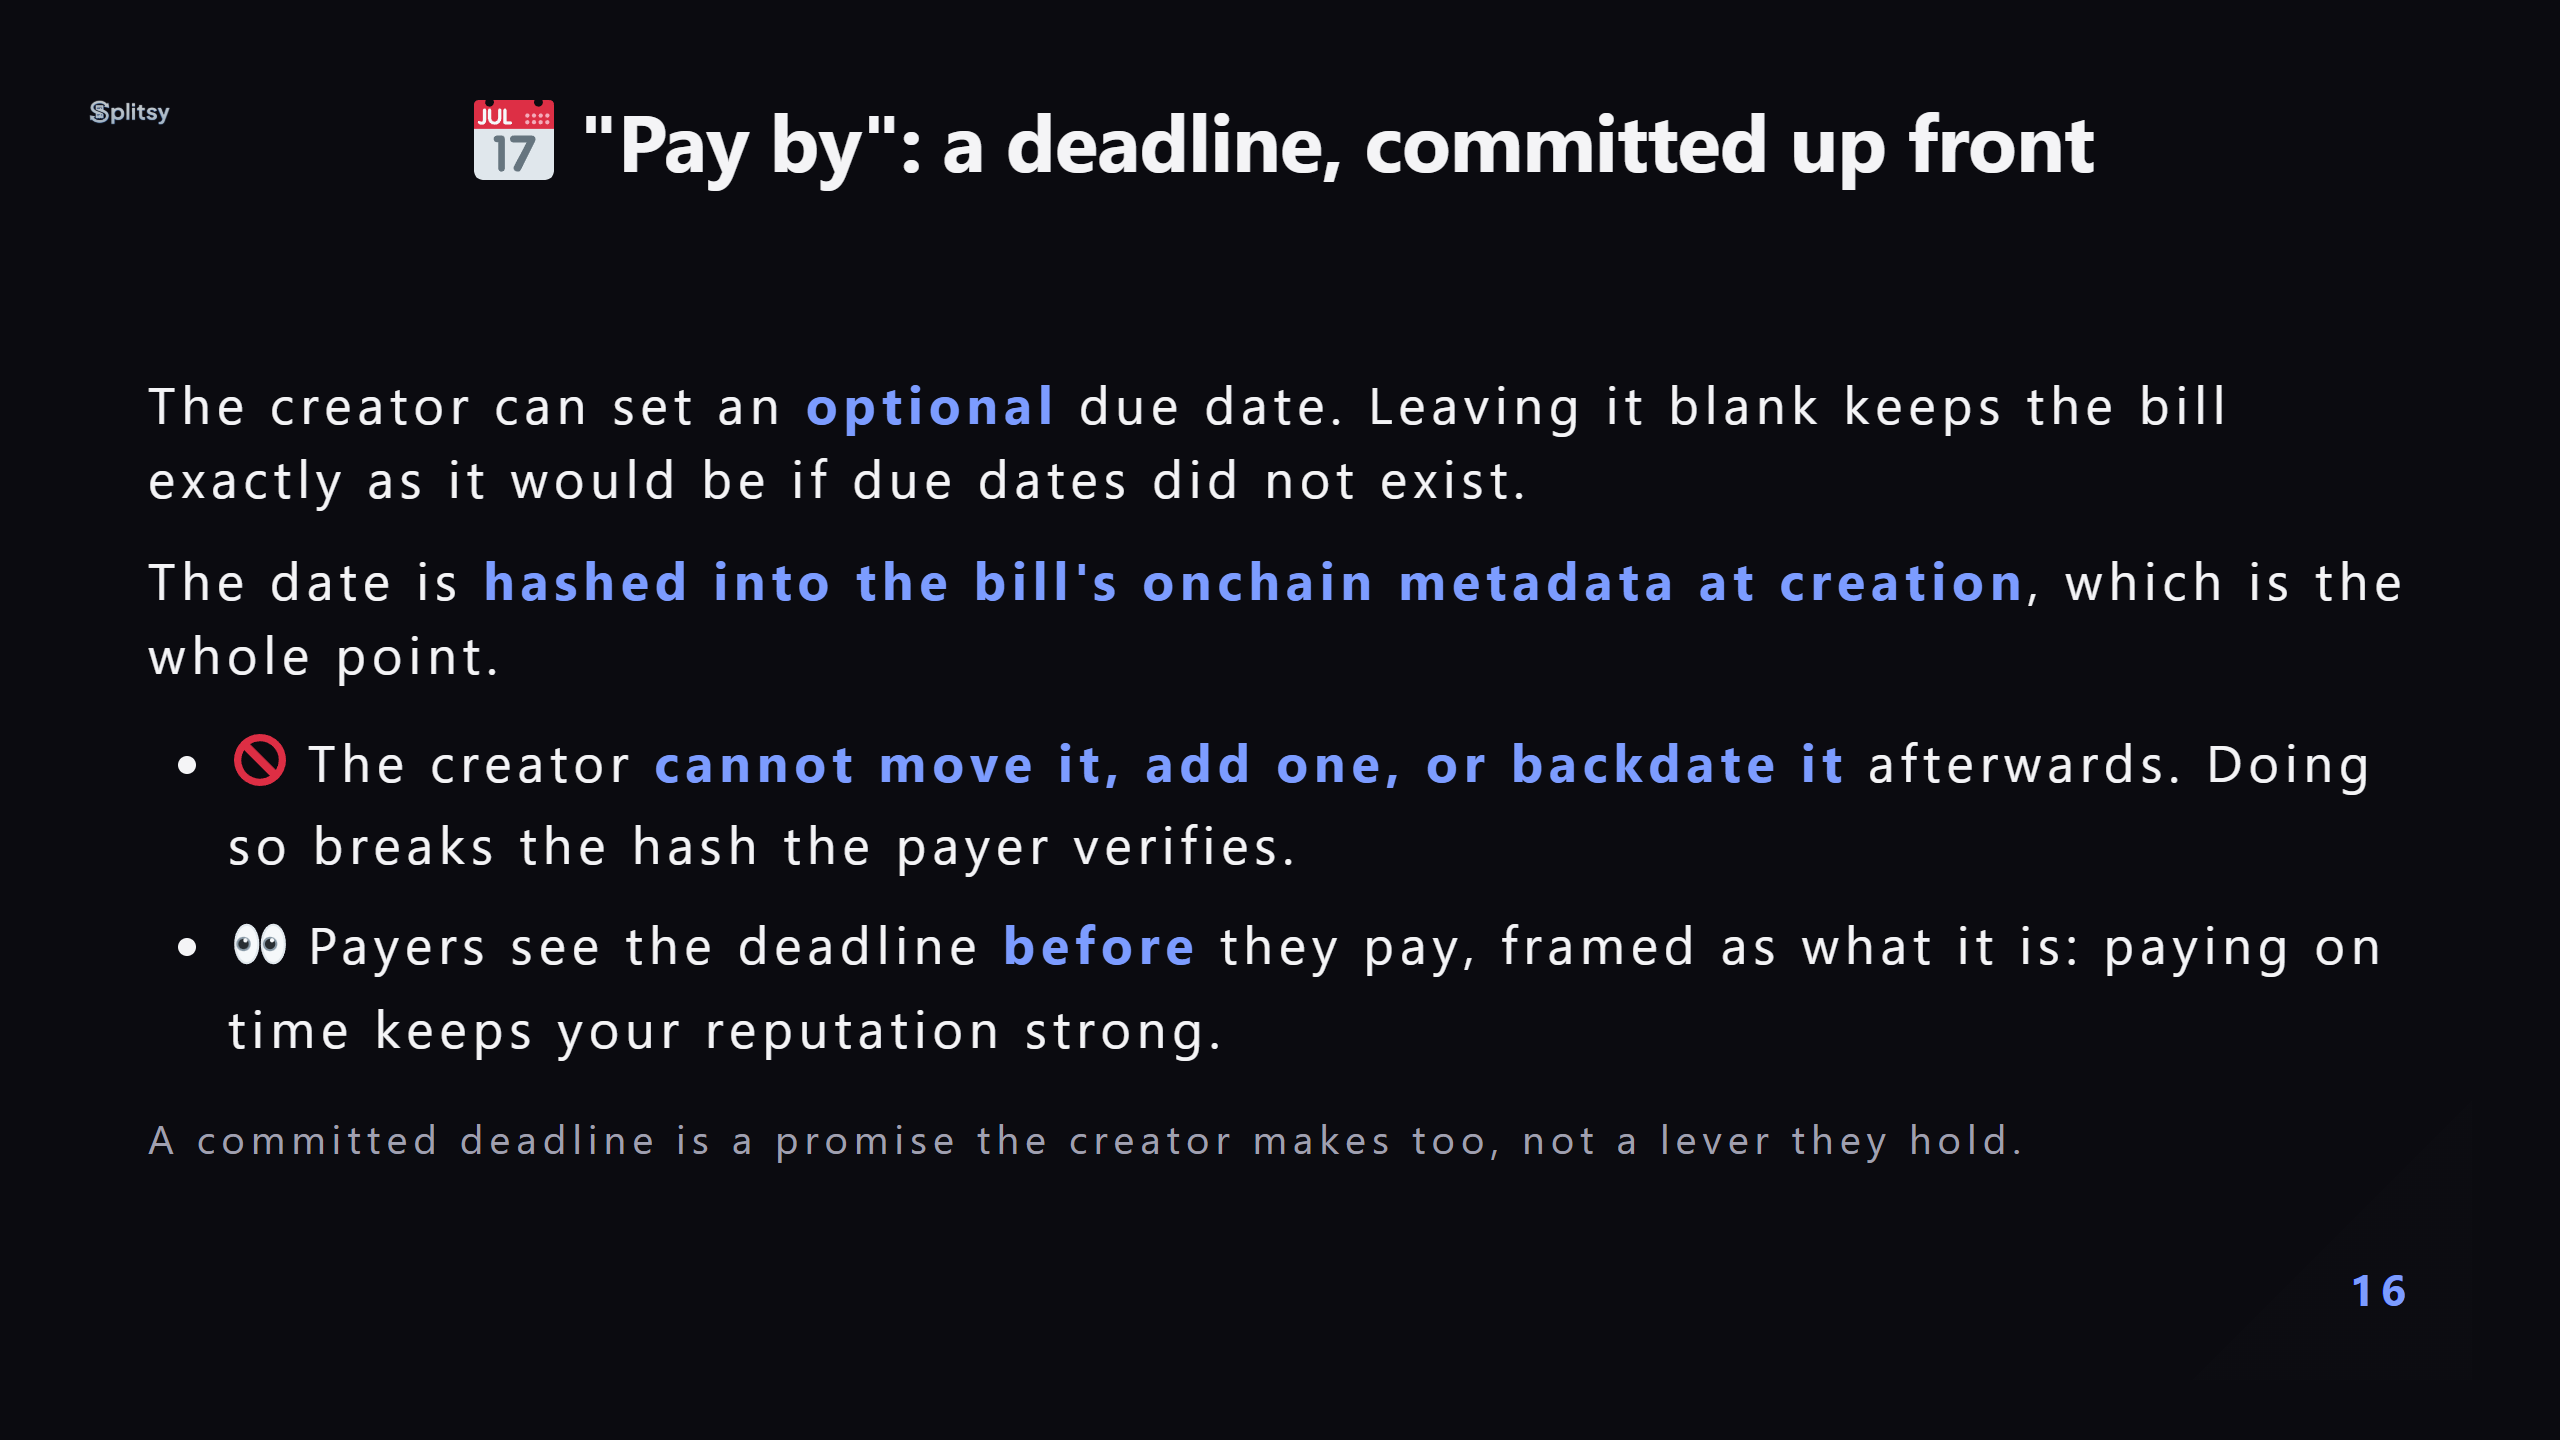 Splitsy
JUL
17
"Pay by": a deadline, committed up front
The creator can set an optional due date. Leaving it blank keeps the bill
exactly as it would be if due dates did not exist.
The date is hashed into the bill's onchain metadata at creation, which is the
whole point.
• 🚫 The creator cannot move it, add one, or backdate it afterwards. Doing
so breaks the hash the payer verifies.
• 👀 Payers see the deadline before they pay, framed as what it is: paying on
time keeps your reputation strong.
A committed deadline is a promise the creator makes too, not a lever they hold.
16